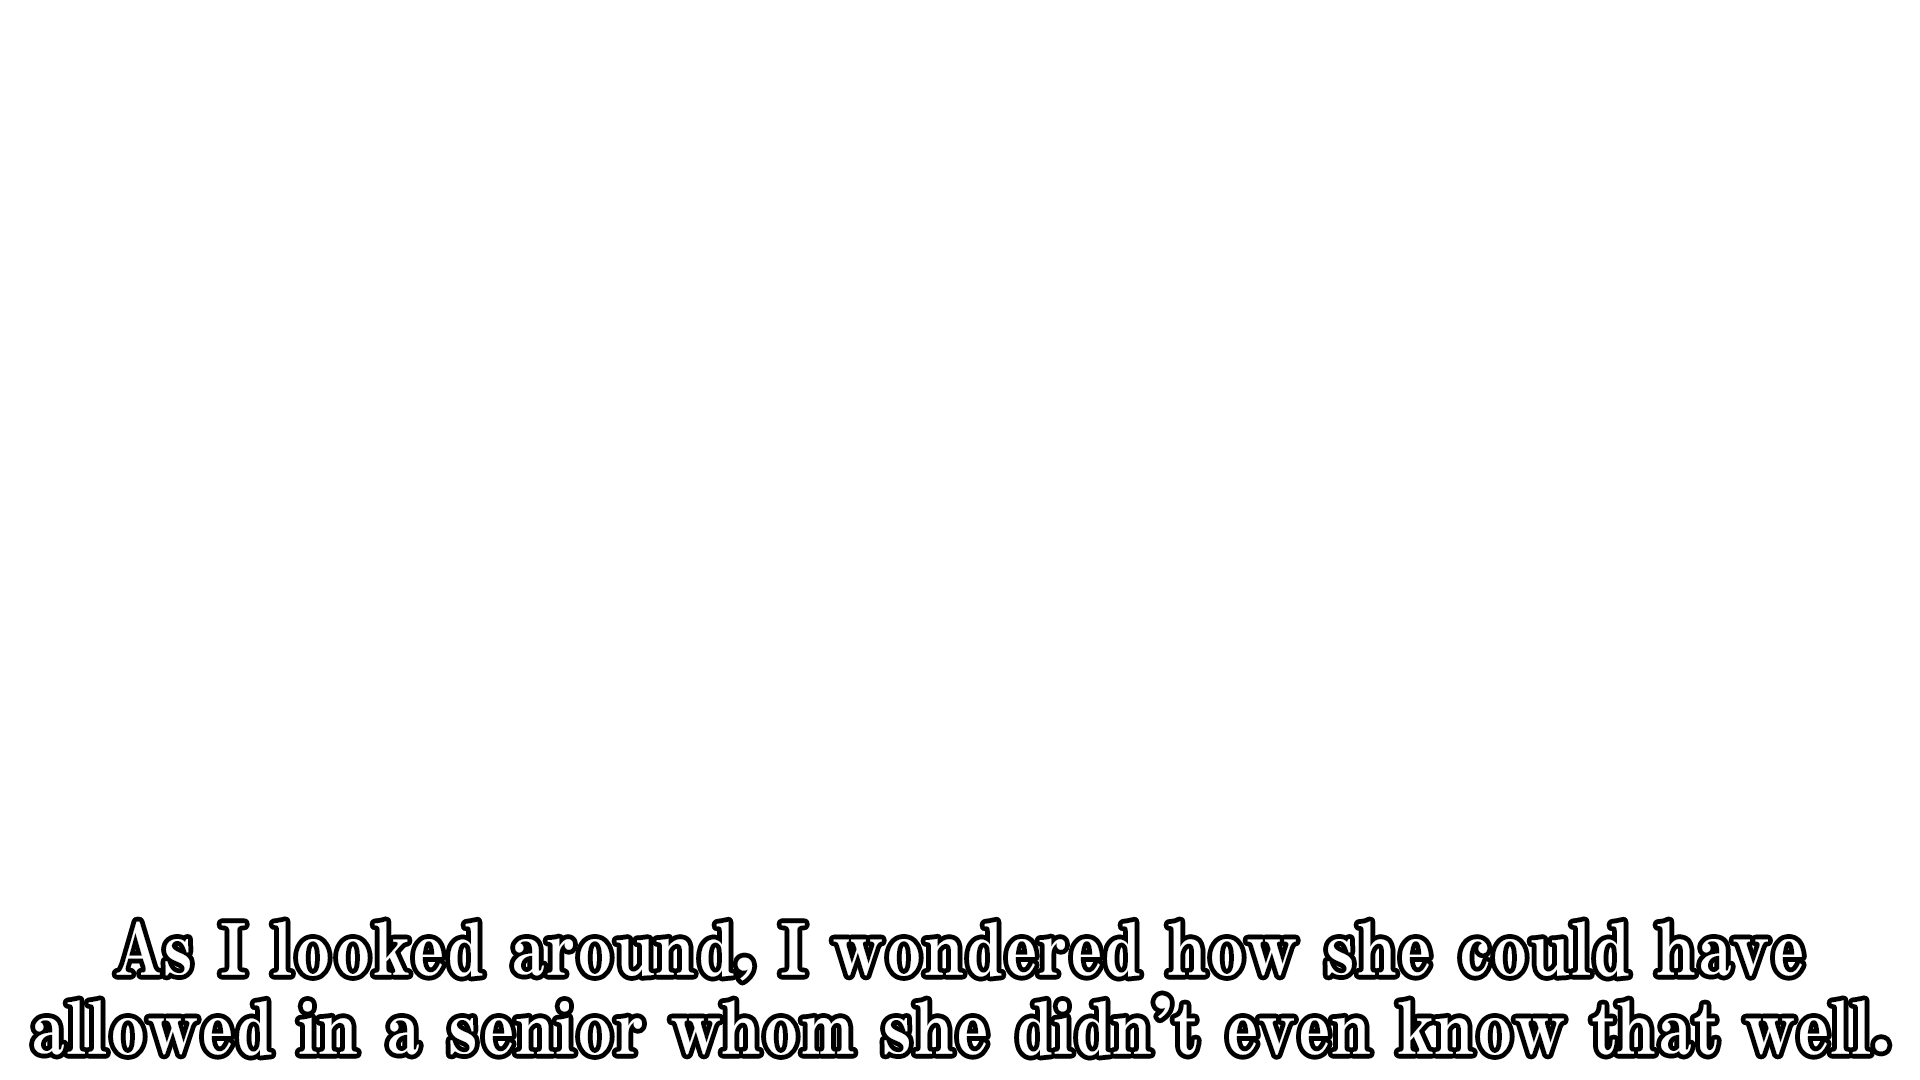 As I looked around, I wondered how she could have
allowed in a senior whom she didn’t even know that well.